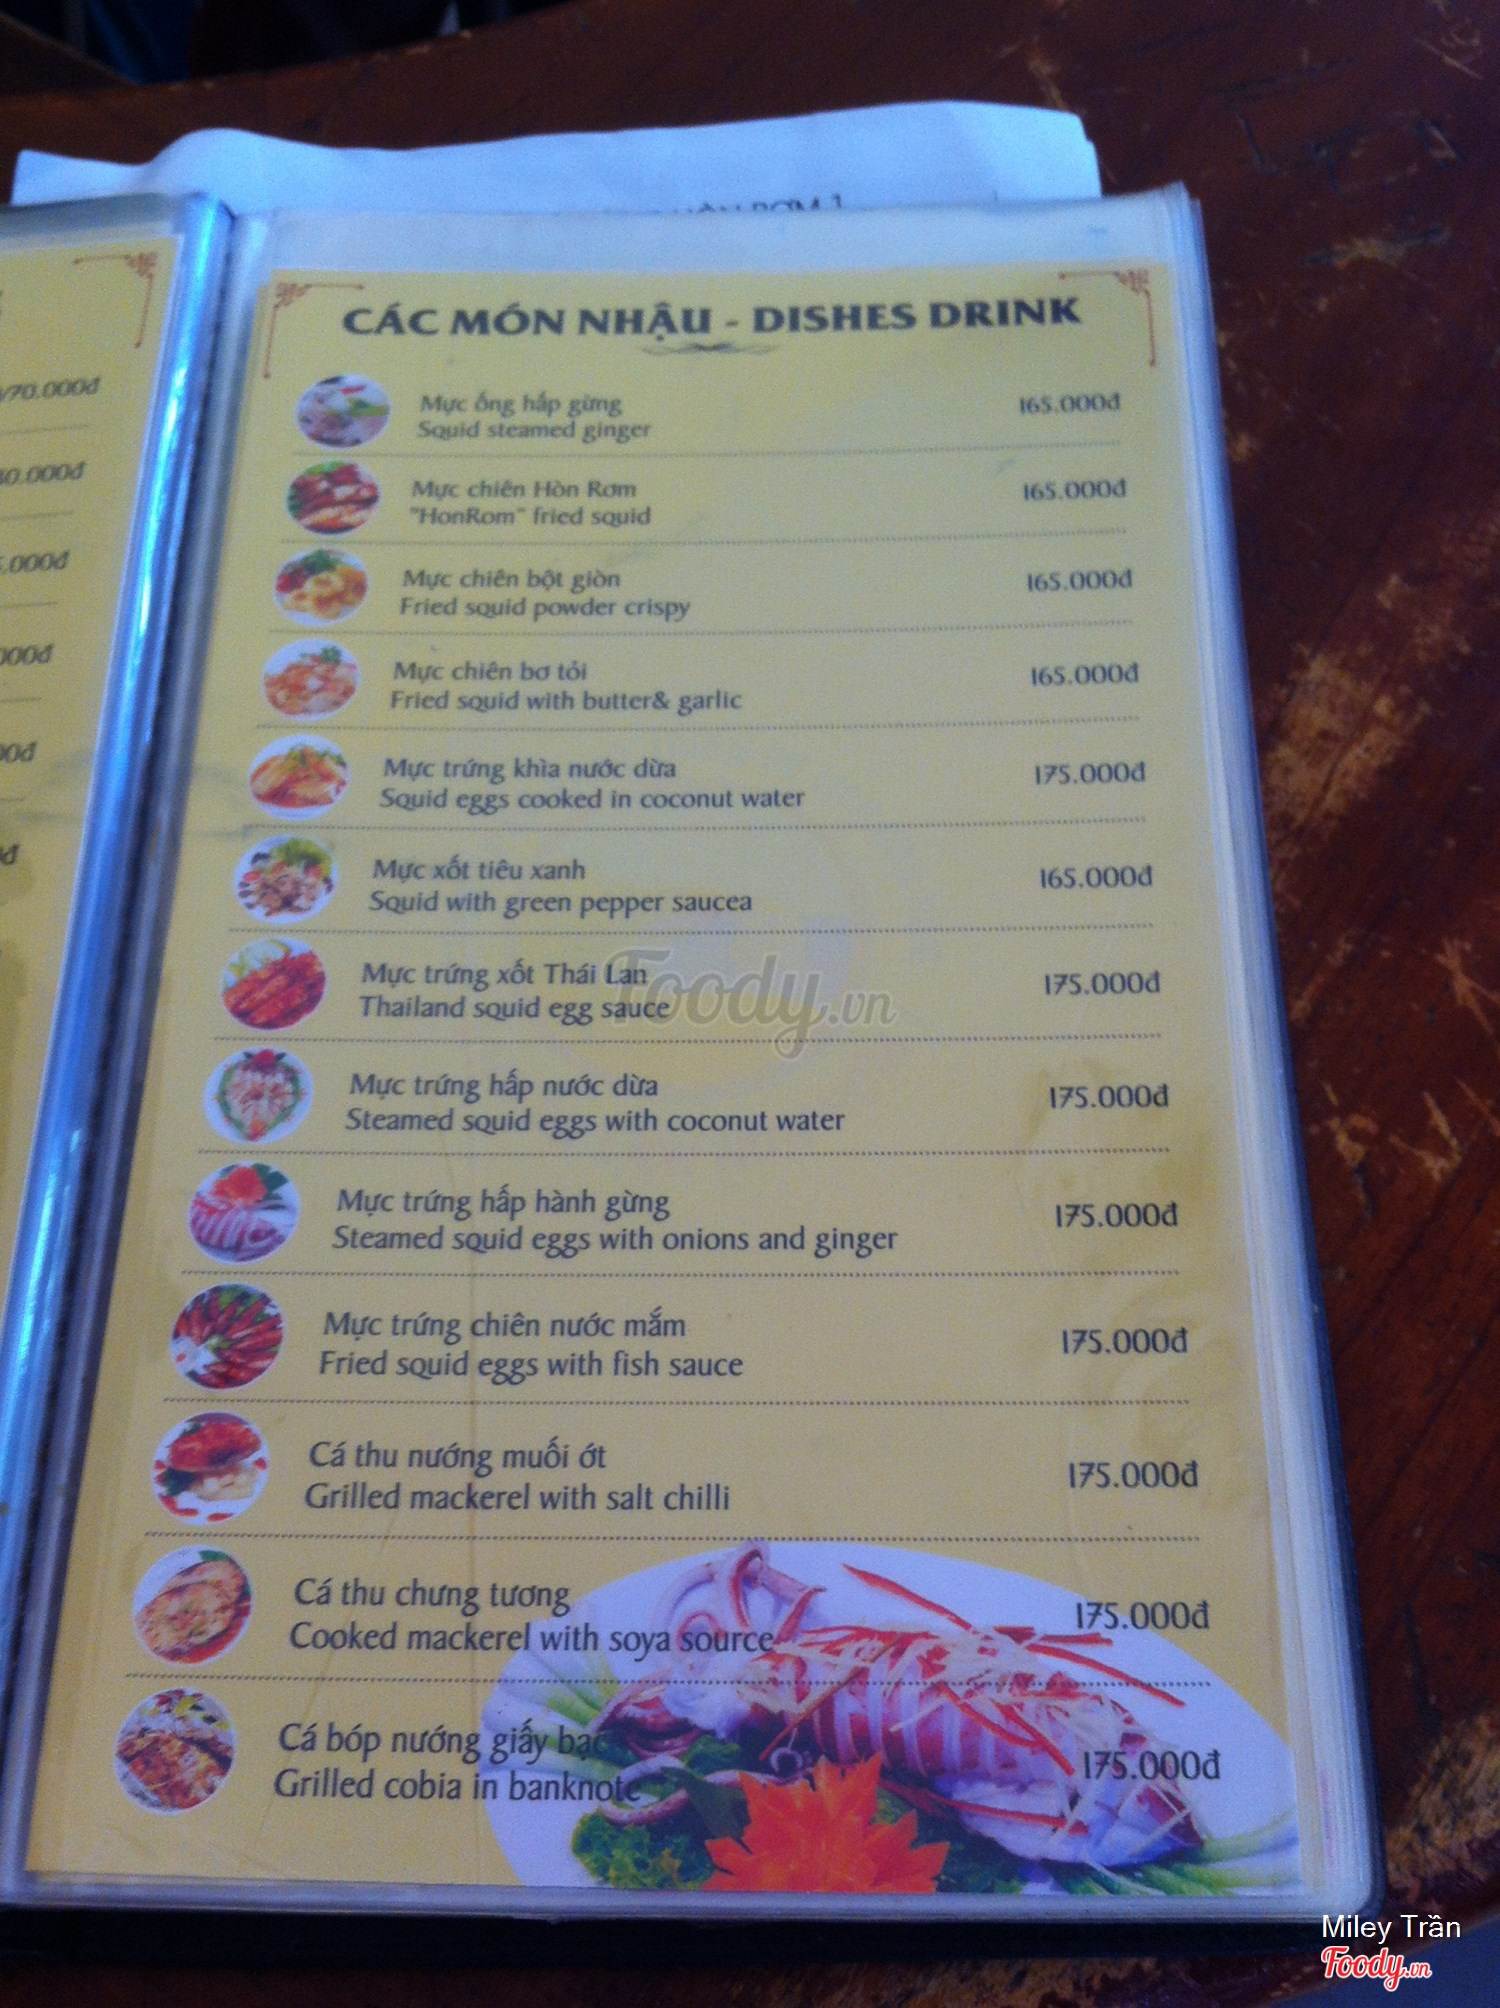 CÁC MÓN NHẬU - DISHES DRINK
Mực ống hấp gừng 165.000đ
Squid steamed ginger
Mực chiên Hòn Rơm 165.000đ
"HonRom" fried squid
Mực chiên bột giòn 165.000đ
Fried squid powder crispy
Mực chiên bơ tỏi 165.000đ
Fried squid with butter& garlic
Mực trứng khìa nước dừa 175.000đ
Squid eggs cooked in coconut water
Mực xốt tiêu xanh 165.000đ
Squid with green pepper saucea
Mực trứng xốt Thái Lan 175.000đ
Thailand squid egg sauce
Foody.vn
Mực trứng hấp nước dừa 175.000đ
Steamed squid eggs with coconut water
Mực trứng hấp hành gừng 175.000đ
Steamed squid eggs with onions and ginger
Mực trứng chiên nước mắm 175.000đ
Fried squid eggs with fish sauce
Cá thu nướng muối ớt 175.000đ
Grilled mackerel with salt chilli
Cá thu chưng tương 175.000đ
Cooked mackerel with soya source
Cá bóp nướng giấy bạc 175.000đ
Grilled cobia in banknote
Miley Trần
Foody.vn